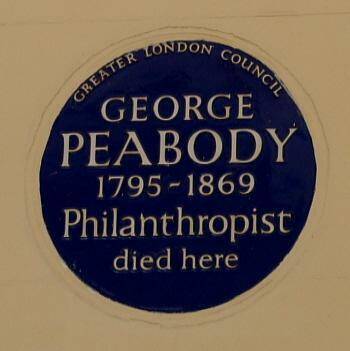 GREATER LONDON COUNCIL
GEORGE
PEABODY
1795-1869
Philanthropist
died here